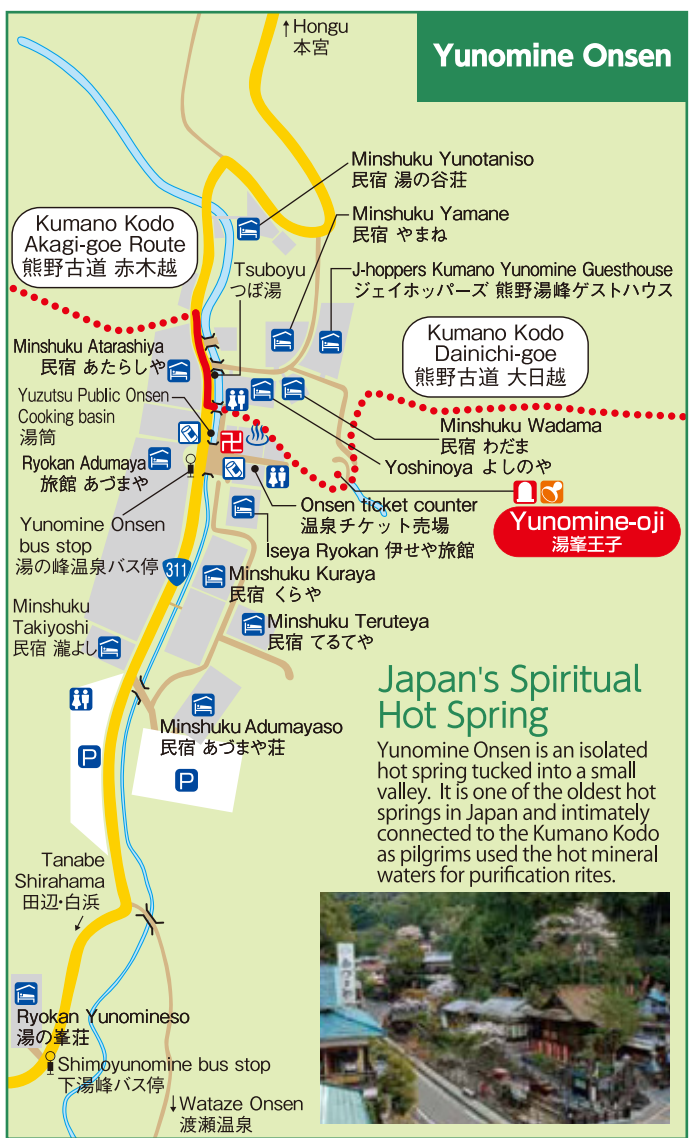 ↑Hongu
本宮
Yunomine Onsen
Minshuku Yunotaniso
民宿 湯の谷荘
Minshuku Yamane
民宿 やまね
Kumano Kodo
Akagi-goe Route
熊野古道 赤木越
Tsuboyu
つぼ湯
J-hoppers Kumano Yunomine Guesthouse
ジェイホッパーズ 熊野湯峰ゲストハウス
Kumano Kodo
Dainichi-goe
熊野古道 大日越
Minshuku Atarashiya
民宿 あたらしや
Yuzutsu Public Onsen
Cooking basin
湯筒
Minshuku Wadama
民宿 わだま
Yoshinoya よしのや
Ryokan Adumaya
旅館 あづまや
Onsen ticket counter
温泉チケット売場
Yunomine-oji
湯峯王子
Yunomine Onsen
bus stop
湯の峰温泉バス停
311
Iseya Ryokan 伊せや旅館
Minshuku Kuraya
民宿 くらや
Minshuku
Takiyoshi
民宿 瀧よし
Minshuku Teruteya
民宿 てるてや
Minshuku Adumayaso
民宿 あづまや荘
P
P
Japan's Spiritual
Hot Spring
Yunomine Onsen is an isolated
hot spring tucked into a small
valley. It is one of the oldest hot
springs in Japan and intimately
connected to the Kumano Kodo
as pilgrims used the hot mineral
waters for purification rites.
Tanabe
Shirahama
田辺・白浜
Ryokan Yunomineso
湯の峯荘
Shimoyunomine bus stop
下湯峰バス停
↓Wataze Onsen
渡瀬温泉